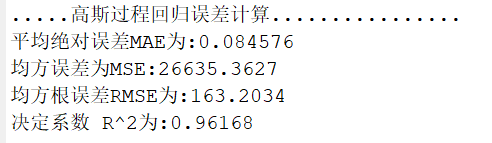 .....高斯过程回归误差计算................
平均绝对误差MAE为:0.084576
均方误差为MSE:26635.3627
均方根误差RMSE为:163.2034
决定系数 R^2为:0.96168